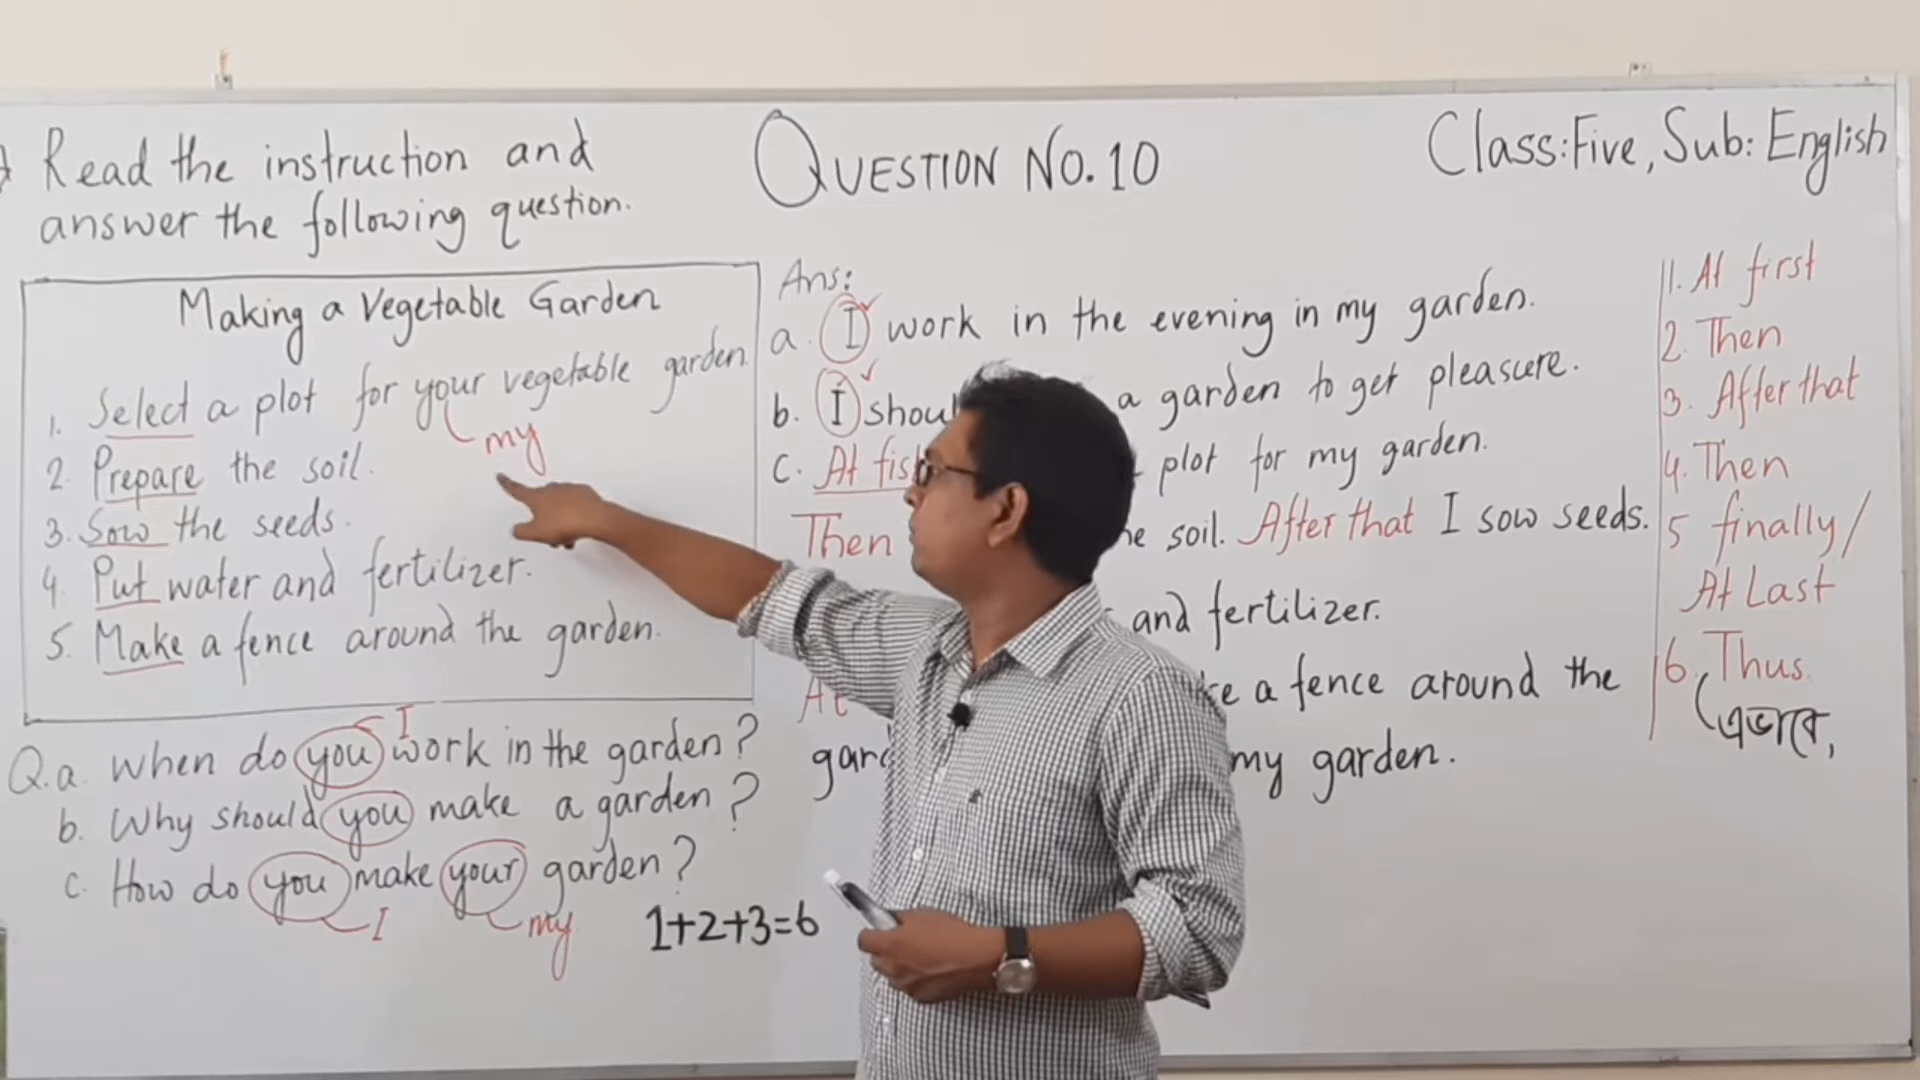 Read the instruction and
answer the following question.
QUESTION NO. 10
Class: Five, Sub: English
Making a Vegetable Garden
1. Select a plot for your vegetable garden.
my
2. Prepare the soil.
3. Sow the seeds.
4. Put water and fertilizer.
5. Make a fence around the garden.
I
Q.a. When do you work in the garden?
b. Why should you make a garden?
c. How do you make your garden?
I my
1+2+3=6
Ans:
a. I work in the evening in my garden.
b. I a garden to get pleasure.
c. At plot for my garden.
Then soil. After that I sow seeds.
and fertilizer.
a fence around the
my garden.
1. At first
2. Then
3. After that
4. Then
5 finally/
At Last
6. Thus.
(এভাবে,